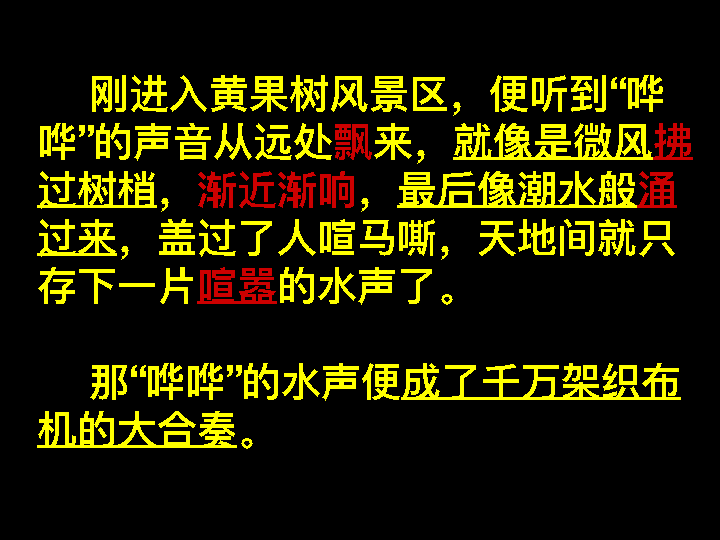 刚进入黄果树风景区，便听到“哗
哗”的声音从远处飘来，就像是微风拂
过树梢，渐近渐响，最后像潮水般涌
过来，盖过了人喧马嘶，天地间就只
存下一片喧嚣的水声了。
那“哗哗”的水声便成了千万架织布
机的大合奏。